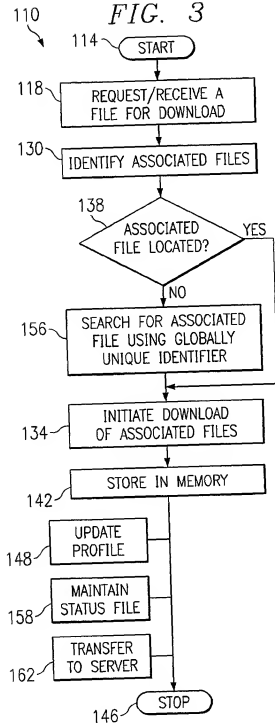 FIG. 3
110
114
START
118
REQUEST/RECEIVE A
FILE FOR DOWNLOAD
130
IDENTIFY ASSOCIATED FILES
138
ASSOCIATED
FILE LOCATED?
YES
NO
156
SEARCH FOR ASSOCIATED
FILE USING GLOBALLY
UNIQUE IDENTIFIER
134
INITIATE DOWNLOAD
OF ASSOCIATED FILES
142
STORE IN MEMORY
148
UPDATE
PROFILE
158
MAINTAIN
STATUS FILE
162
TRANSFER
TO SERVER
146
STOP